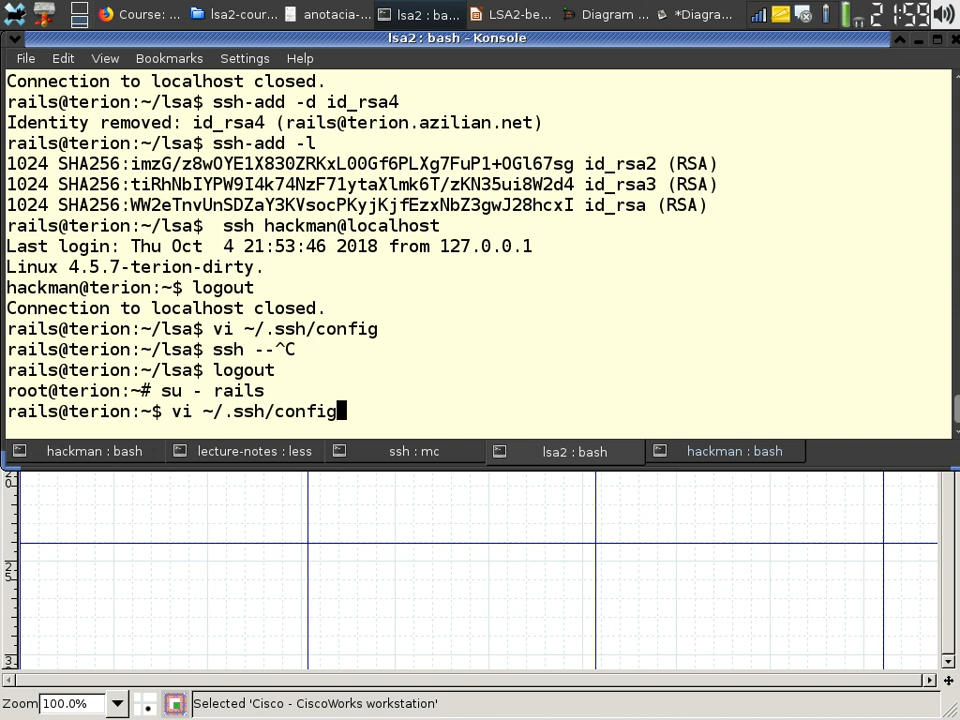 Course: ...
lsa2-cour...
anotacia-...
lsa2 : ba...
LSA2-be...
Diagram ...
*Diagra...
2
1:59
lsa2 : bash - Konsole
File Edit View Bookmarks Settings Help
Connection to localhost closed.
rails@terion:~/lsa$ ssh-add -d id_rsa4
Identity removed: id_rsa4 (rails@terion.azilian.net)
rails@terion:~/lsa$ ssh-add -l
1024 SHA256:imzG/z8wOYE1X830ZRKxL00Gf6PLXg7FuP1+OGl67sg id_rsa2 (RSA)
1024 SHA256:tiRhNbIYPW9I4k74NzF71ytaXlmk6T/zKN35ui8W2d4 id_rsa3 (RSA)
1024 SHA256:WW2eTnvUnSDZaY3KVsocPKyjKjfEzxNbZ3gwJ28hcxI id_rsa (RSA)
rails@terion:~/lsa$  ssh hackman@localhost
Last login: Thu Oct  4 21:53:46 2018 from 127.0.0.1
Linux 4.5.7-terion-dirty.
hackman@terion:~$ logout
Connection to localhost closed.
rails@terion:~/lsa$ vi ~/.ssh/config
rails@terion:~/lsa$ ssh --^C
rails@terion:~/lsa$ logout
root@terion:~# su - rails
rails@terion:~$ vi ~/.ssh/config
hackman : bash
lecture-notes : less
ssh : mc
lsa2 : bash
hackman : bash
Zoom 100.0%
Selected 'Cisco - CiscoWorks workstation'